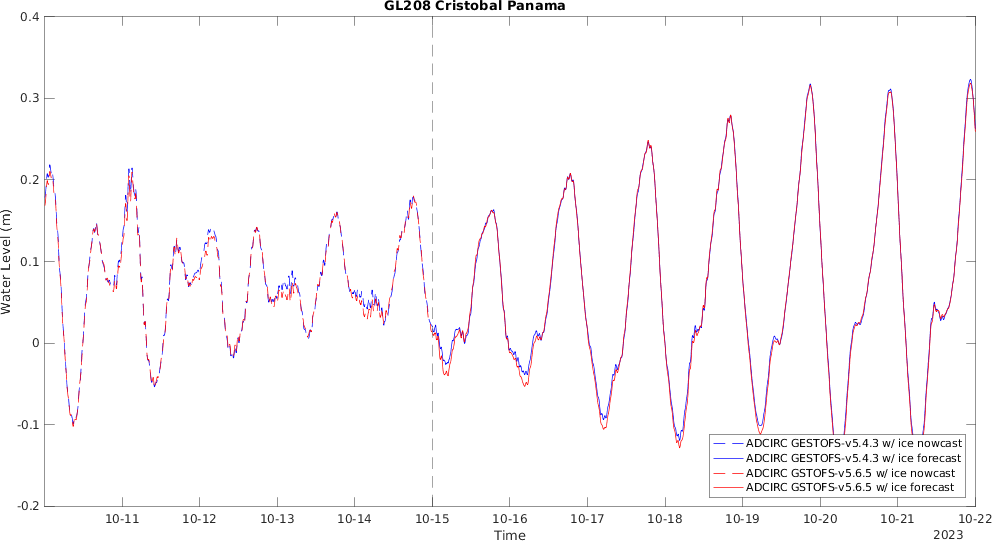 GL208 Cristobal Panama
0.4
0.3
0.2
0.1
0
-0.1
-0.2
Water Level (m)
10-11 10-12 10-13 10-14 10-15 10-16 10-17 10-18 10-19 10-20 10-21 10-22
Time
2023
ADCIRC GESTOFS-v5.4.3 w/ ice nowcast
ADCIRC GESTOFS-v5.4.3 w/ ice forecast
ADCIRC GSTOFS-v5.6.5 w/ ice nowcast
ADCIRC GSTOFS-v5.6.5 w/ ice forecast